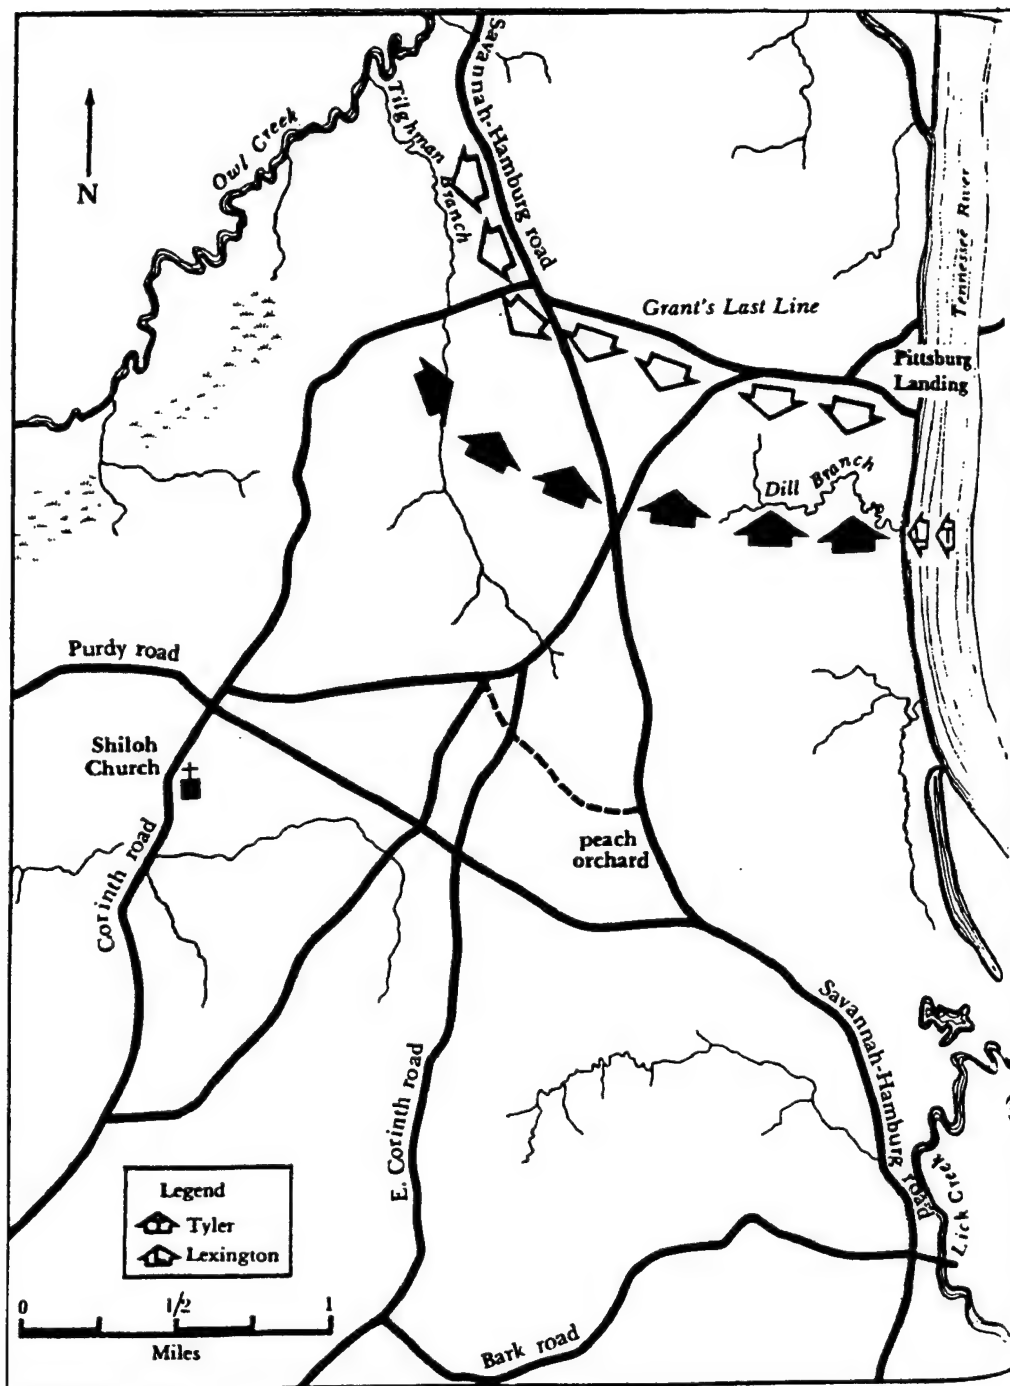 Savannah-Hamburg road
Owl Creek
Tilghman Branch
N
Tennessee River
Grant's Last Line
Pittsburg
Landing
Dill Branch
Purdy road
Shiloh
Church
peach
orchard
Corinth road
Savannah-Hamburg road
E. Corinth road
Lick Creek
Legend
Tyler
Lexington
0 1/2 1
Miles
Bark road